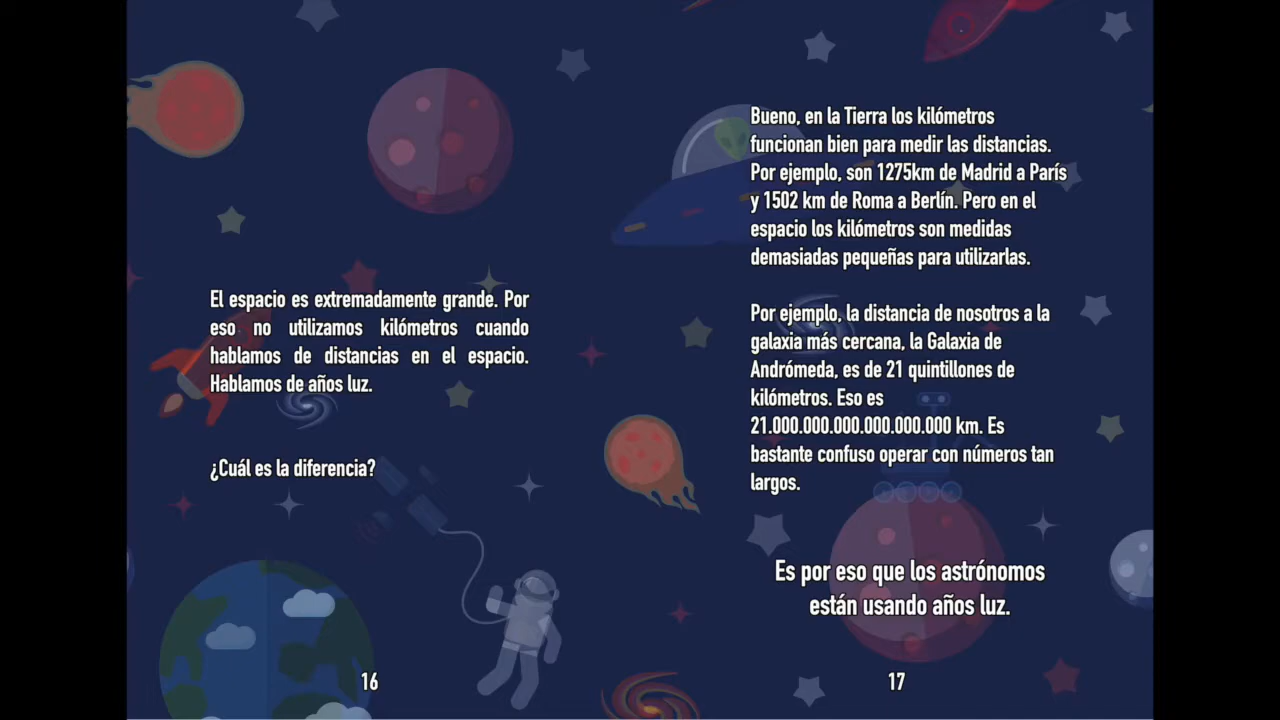 El espacio es extremadamente grande. Por
eso no utilizamos kilómetros cuando
hablamos de distancias en el espacio.
Hablamos de años luz.
¿Cuál es la diferencia?
16
Bueno, en la Tierra los kilómetros
funcionan bien para medir las distancias.
Por ejemplo, son 1275km de Madrid a París
y 1502 km de Roma a Berlín. Pero en el
espacio los kilómetros son medidas
demasiadas pequeñas para utilizarlas.
Por ejemplo, la distancia de nosotros a la
galaxia más cercana, la Galaxia de
Andrómeda, es de 21 quintillones de
kilómetros. Eso es
21.000.000.000.000.000.000 km. Es
bastante confuso operar con números tan
largos.
Es por eso que los astrónomos
están usando años luz.
17